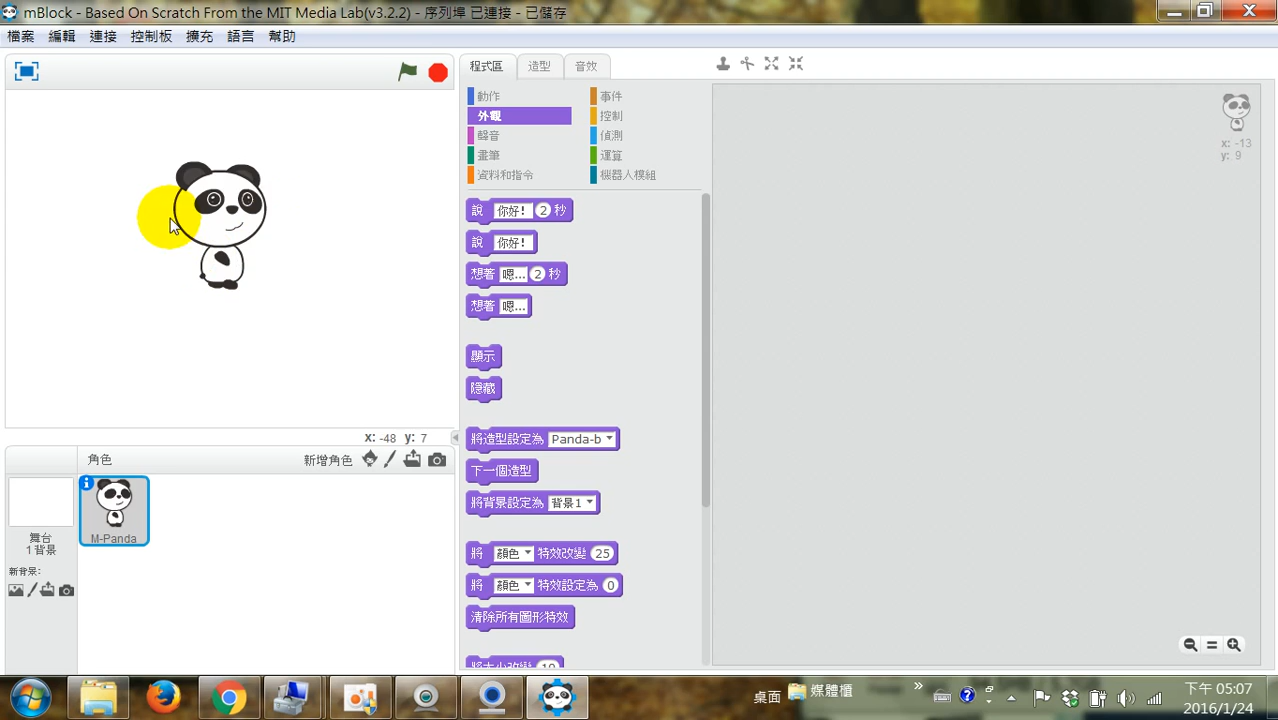 mBlock - Based On Scratch From the MIT Media Lab(v3.2.2) - 序列埠 已連接 - 已儲存
檔案 編輯 連接 控制板 擴充 語言 幫助
程式區 造型 音效
動作 事件
外觀 控制
聲音 偵測
畫筆 運算
資料和指令 機器人模組
x: -13
y: 9
說 你好! 2 秒
說 你好!
想著 嗯... 2 秒
想著 嗯...
顯示
隐藏
將造型設定為 Panda-b
下一個造型
將背景設定為 背景1
將 顏色 特效改變 25
將 顏色 特效設定為 0
清除所有圖形特效
將大小改變 10
x: -48 y: 7
角色 新增角色
M-Panda
舞台
1 背景
新背景:
桌面 媒體櫃 »
下午 05:07
2016/1/24